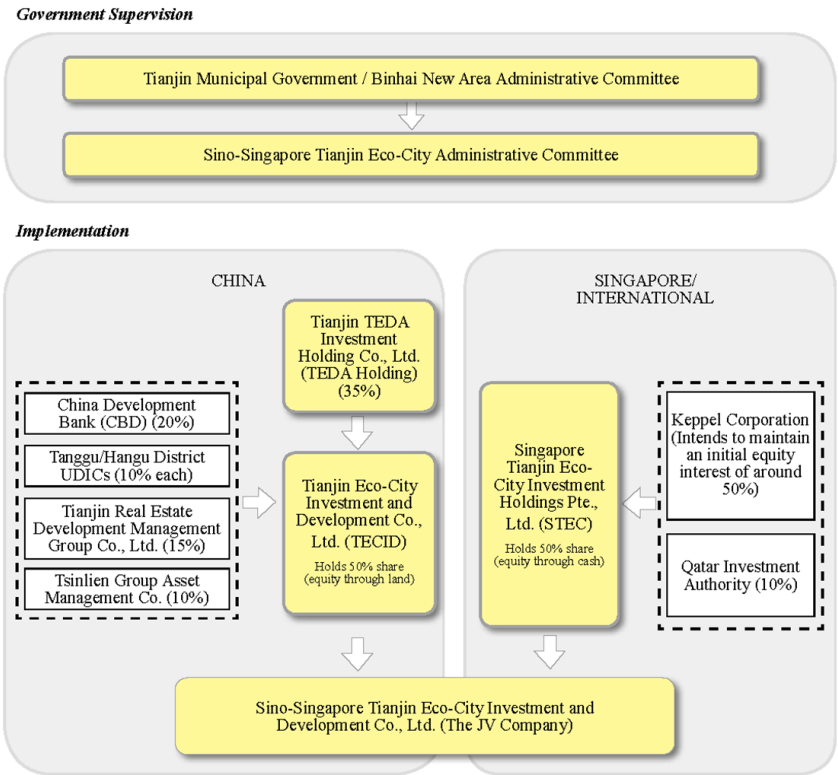 Government Supervision
Tianjin Municipal Government / Binhai New Area Administrative Committee
Sino-Singapore Tianjin Eco-City Administrative Committee
Implementation
CHINA
Tianjin TEDA
Investment
Holding Co., Ltd.
(TEDA Holding)
(35%)
China Development
Bank (CBD) (20%)
Tanggu/Hangu District
UDICs (10% each)
Tianjin Real Estate
Development Management
Group Co., Ltd. (15%)
Tsinlien Group Asset
Management Co. (10%)
Tianjin Eco-City
Investment and
Development Co.,
Ltd. (TECID)
Holds 50% share
(equity through land)
SINGAPORE/
INTERNATIONAL
Singapore
Tianjin Eco-
City Investment
Holdings Pte.,
Ltd. (STEC)
Holds 50% share
(equity through cash)
Keppel Corporation
(Intends to maintain
an initial equity
interest of around
50%)
Qatar Investment
Authority (10%)
Sino-Singapore Tianjin Eco-City Investment and
Development Co., Ltd. (The JV Company)